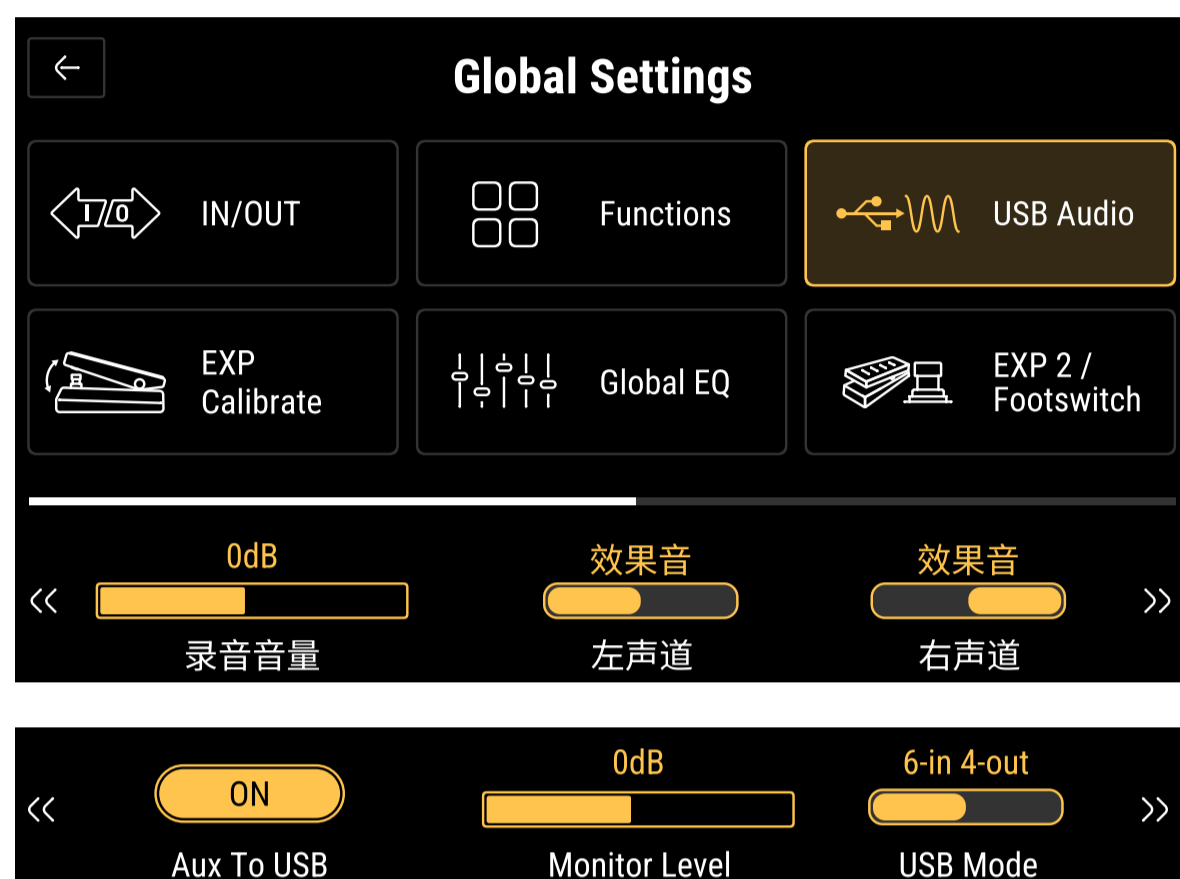 Global Settings
I/O IN/OUT
Functions
USB Audio
EXP
Calibrate
Global EQ
EXP 2 /
Footswitch
0dB
效果音
效果音
录音音量
左声道
右声道
ON
0dB
6-in 4-out
Aux To USB
Monitor Level
USB Mode